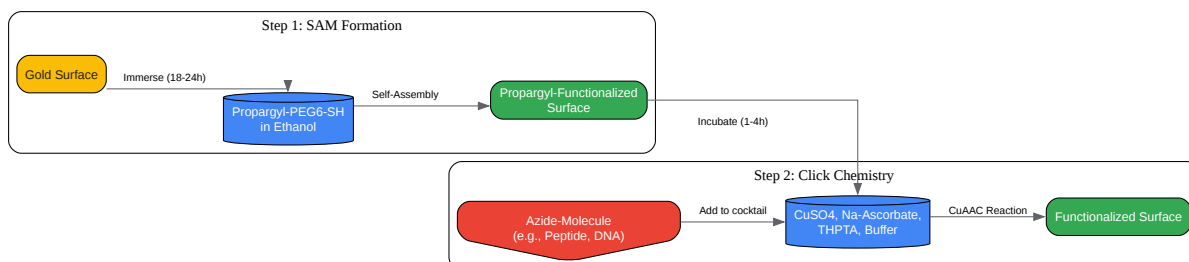 Step 1: SAM Formation
Gold Surface
Immerse (18-24h)
Propargyl-PEG6-SH
in Ethanol
Self-Assembly
Propargyl-Functionalized
Surface
Incubate (1-4h)
Step 2: Click Chemistry
Azide-Molecule
(e.g., Peptide, DNA)
Add to cocktail
CuSO4, Na-Ascorbate,
THPTA, Buffer
CuAAC Reaction
Functionalized Surface